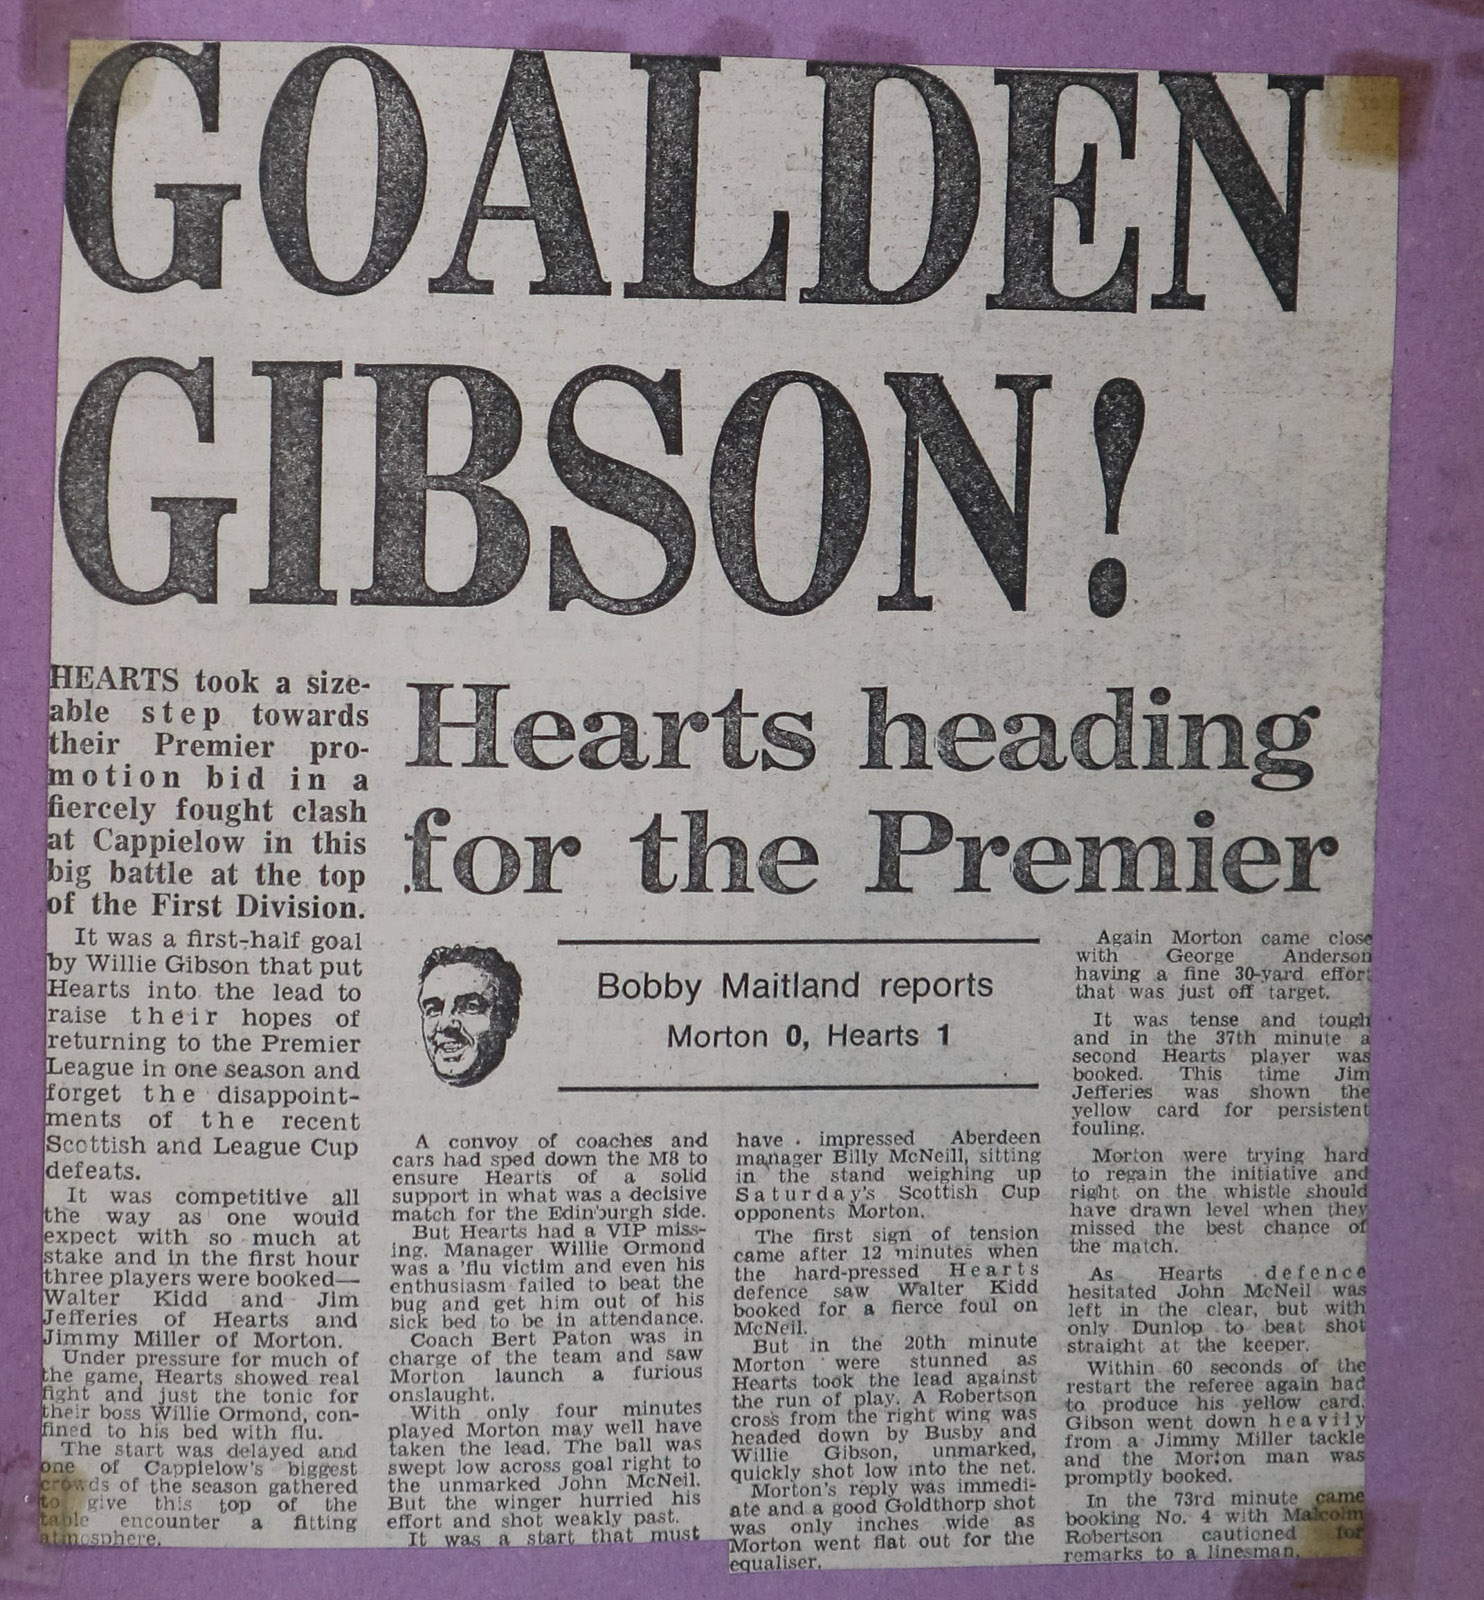 GOALDEN
GIBSON!
Hearts heading
for the Premier
HEARTS took a size-
able step towards
their Premier pro-
motion bid in a
fiercely fought clash
at Cappielow in this
big battle at the top
of the First Division.
It was a first-half goal
by Willie Gibson that put
Hearts into the lead to
raise their hopes of
returning to the Premier
League in one season and
forget the disappoint-
ments of the recent
Scottish and League Cup
defeats.
It was competitive all
the way as one would
expect with so much at
stake and in the first hour
three players were booked—
Walter Kidd and Jim
Jefferies of Hearts and
Jimmy Miller of Morton.
Under pressure for much of
the game, Hearts showed real
fight and just the tonic for
their boss Willie Ormond, con-
fined to his bed with flu.
The start was delayed and
one of Cappielow's biggest
crowds of the season gathered
to give this top of the
table encounter a fitting
atmosphere.
Bobby Maitland reports
Morton 0, Hearts 1
A convoy of coaches and
cars had sped down the M8 to
ensure Hearts of a solid
support in what was a decisive
match for the Edinburgh side.
But Hearts had a VIP miss-
ing. Manager Willie Ormond
was a 'flu victim and even his
enthusiasm failed to beat the
bug and get him out of his
sick bed to be in attendance.
Coach Bert Paton was in
charge of the team and saw
Morton launch a furious
onslaught.
With only four minutes
played Morton may well have
taken the lead. The ball was
swept low across goal right to
the unmarked John McNeil.
But the winger hurried his
effort and shot weakly past.
It was a start that must
have impressed Aberdeen
manager Billy McNeill, sitting
in the stand weighing up
Saturday's Scottish Cup
opponents Morton.
The first sign of tension
came after 12 minutes when
the hard-pressed Hearts
defence saw Walter Kidd
booked for a fierce foul on
McNeil.
But in the 20th minute
Morton were stunned as
Hearts took the lead against
the run of play. A Robertson
cross from the right wing was
headed down by Busby and
Willie Gibson, unmarked,
quickly shot low into the net.
Morton's reply was immedi-
ate and a good Goldthorp shot
was only inches wide as
Morton went flat out for the
equaliser.
Again Morton came close
with George Anderson
having a fine 30-yard effort
that was just off target.
It was tense and tough
and in the 37th minute a
second Hearts player was
booked. This time Jim
Jefferies was shown the
yellow card for persistent
fouling.
Morton were trying hard
to regain the initiative and
right on the whistle should
have drawn level when they
missed the best chance of
the match.
As Hearts defence
hesitated John McNeil was
left in the clear, but with
only Dunlop to beat shot
straight at the keeper.
Within 60 seconds of the
restart the referee again had
to produce his yellow card.
Gibson went down heavily
from a Jimmy Miller tackle
and the Morton man was
promptly booked.
In the 73rd minute came
booking No. 4 with Malcolm
Robertson cautioned for
remarks to a linesman.